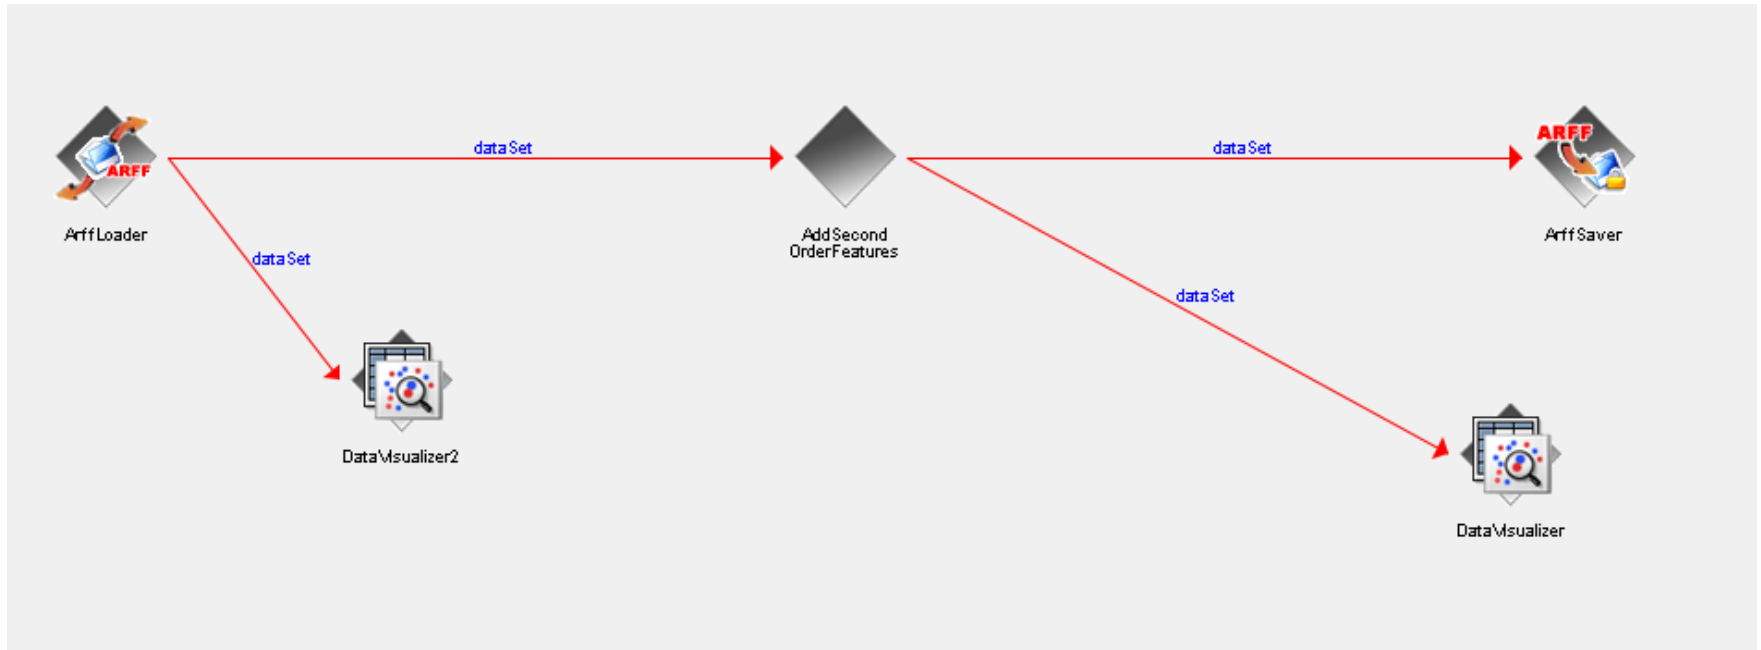 dataSet
dataSet
ARFF
ARFF
ArffLoader
AddSecond
OrderFeatures
ArffSaver
dataSet
dataSet
DataVisualizer2
DataVisualizer